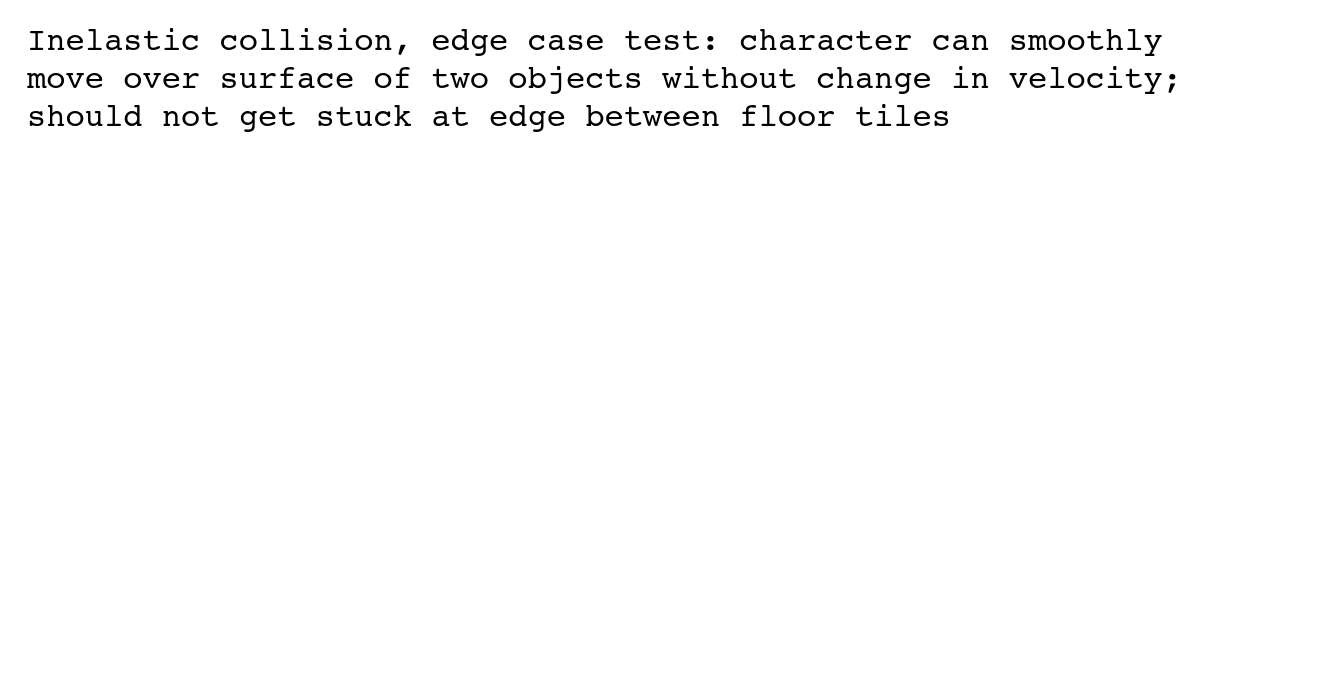 Inelastic collision, edge case test: character can smoothly
move over surface of two objects without change in velocity;
should not get stuck at edge between floor tiles